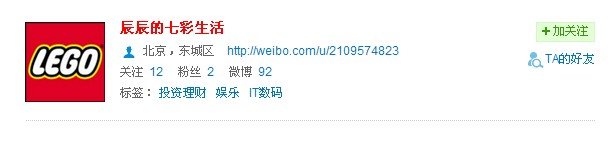 LEGO
辰辰的七彩生活
+加关注
北京，东城区 http://weibo.com/u/2109574823
TA的好友
关注 12 粉丝 2 微博 92
标签： 投资理财 娱乐 IT数码